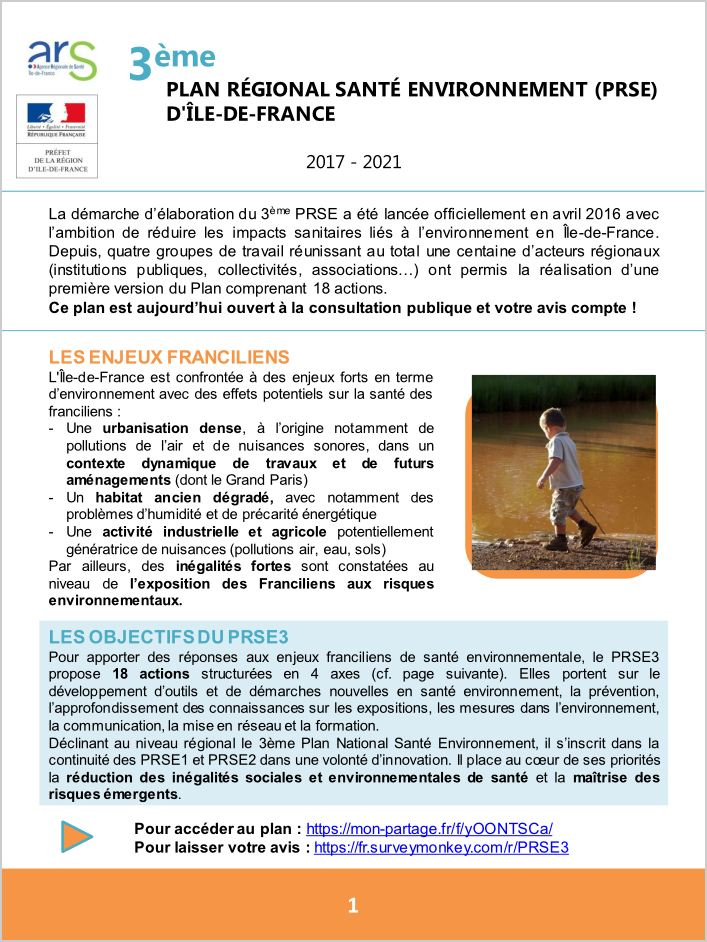 ars
Agence Régionale de Santé
Île-de-France
3ème
PLAN RÉGIONAL SANTÉ ENVIRONNEMENT (PRSE)
D'ÎLE-DE-FRANCE
Liberté • Égalité • Fraternité
RÉPUBLIQUE FRANÇAISE
PRÉFET
DE LA RÉGION
D'ILE-DE-FRANCE
2017 - 2021
La démarche d'élaboration du 3ème PRSE a été lancée officiellement en avril 2016 avec
l'ambition de réduire les impacts sanitaires liés à l'environnement en Île-de-France.
Depuis, quatre groupes de travail réunissant au total une centaine d'acteurs régionaux
(institutions publiques, collectivités, associations…) ont permis la réalisation d'une
première version du Plan comprenant 18 actions.
Ce plan est aujourd'hui ouvert à la consultation publique et votre avis compte !
LES ENJEUX FRANCILIENS
L'Île-de-France est confrontée à des enjeux forts en terme
d'environnement avec des effets potentiels sur la santé des
franciliens :
- Une urbanisation dense, à l'origine notamment de
pollutions de l'air et de nuisances sonores, dans un
contexte dynamique de travaux et de futurs
aménagements (dont le Grand Paris)
- Un habitat ancien dégradé, avec notamment des
problèmes d'humidité et de précarité énergétique
- Une activité industrielle et agricole potentiellement
génératrice de nuisances (pollutions air, eau, sols)
Par ailleurs, des inégalités fortes sont constatées au
niveau de l'exposition des Franciliens aux risques
environnementaux.
LES OBJECTIFS DU PRSE3
Pour apporter des réponses aux enjeux franciliens de santé environnementale, le PRSE3
propose 18 actions structurées en 4 axes (cf. page suivante). Elles portent sur le
développement d'outils et de démarches nouvelles en santé environnement, la prévention,
l'approfondissement des connaissances sur les expositions, les mesures dans l'environnement,
la communication, la mise en réseau et la formation.
Déclinant au niveau régional le 3ème Plan National Santé Environnement, il s'inscrit dans la
continuité des PRSE1 et PRSE2 dans une volonté d'innovation. Il place au cœur de ses priorités
la réduction des inégalités sociales et environnementales de santé et la maîtrise des
risques émergents.
Pour accéder au plan : https://mon-partage.fr/f/yOONTSCa/
Pour laisser votre avis : https://fr.surveymonkey.com/r/PRSE3
1